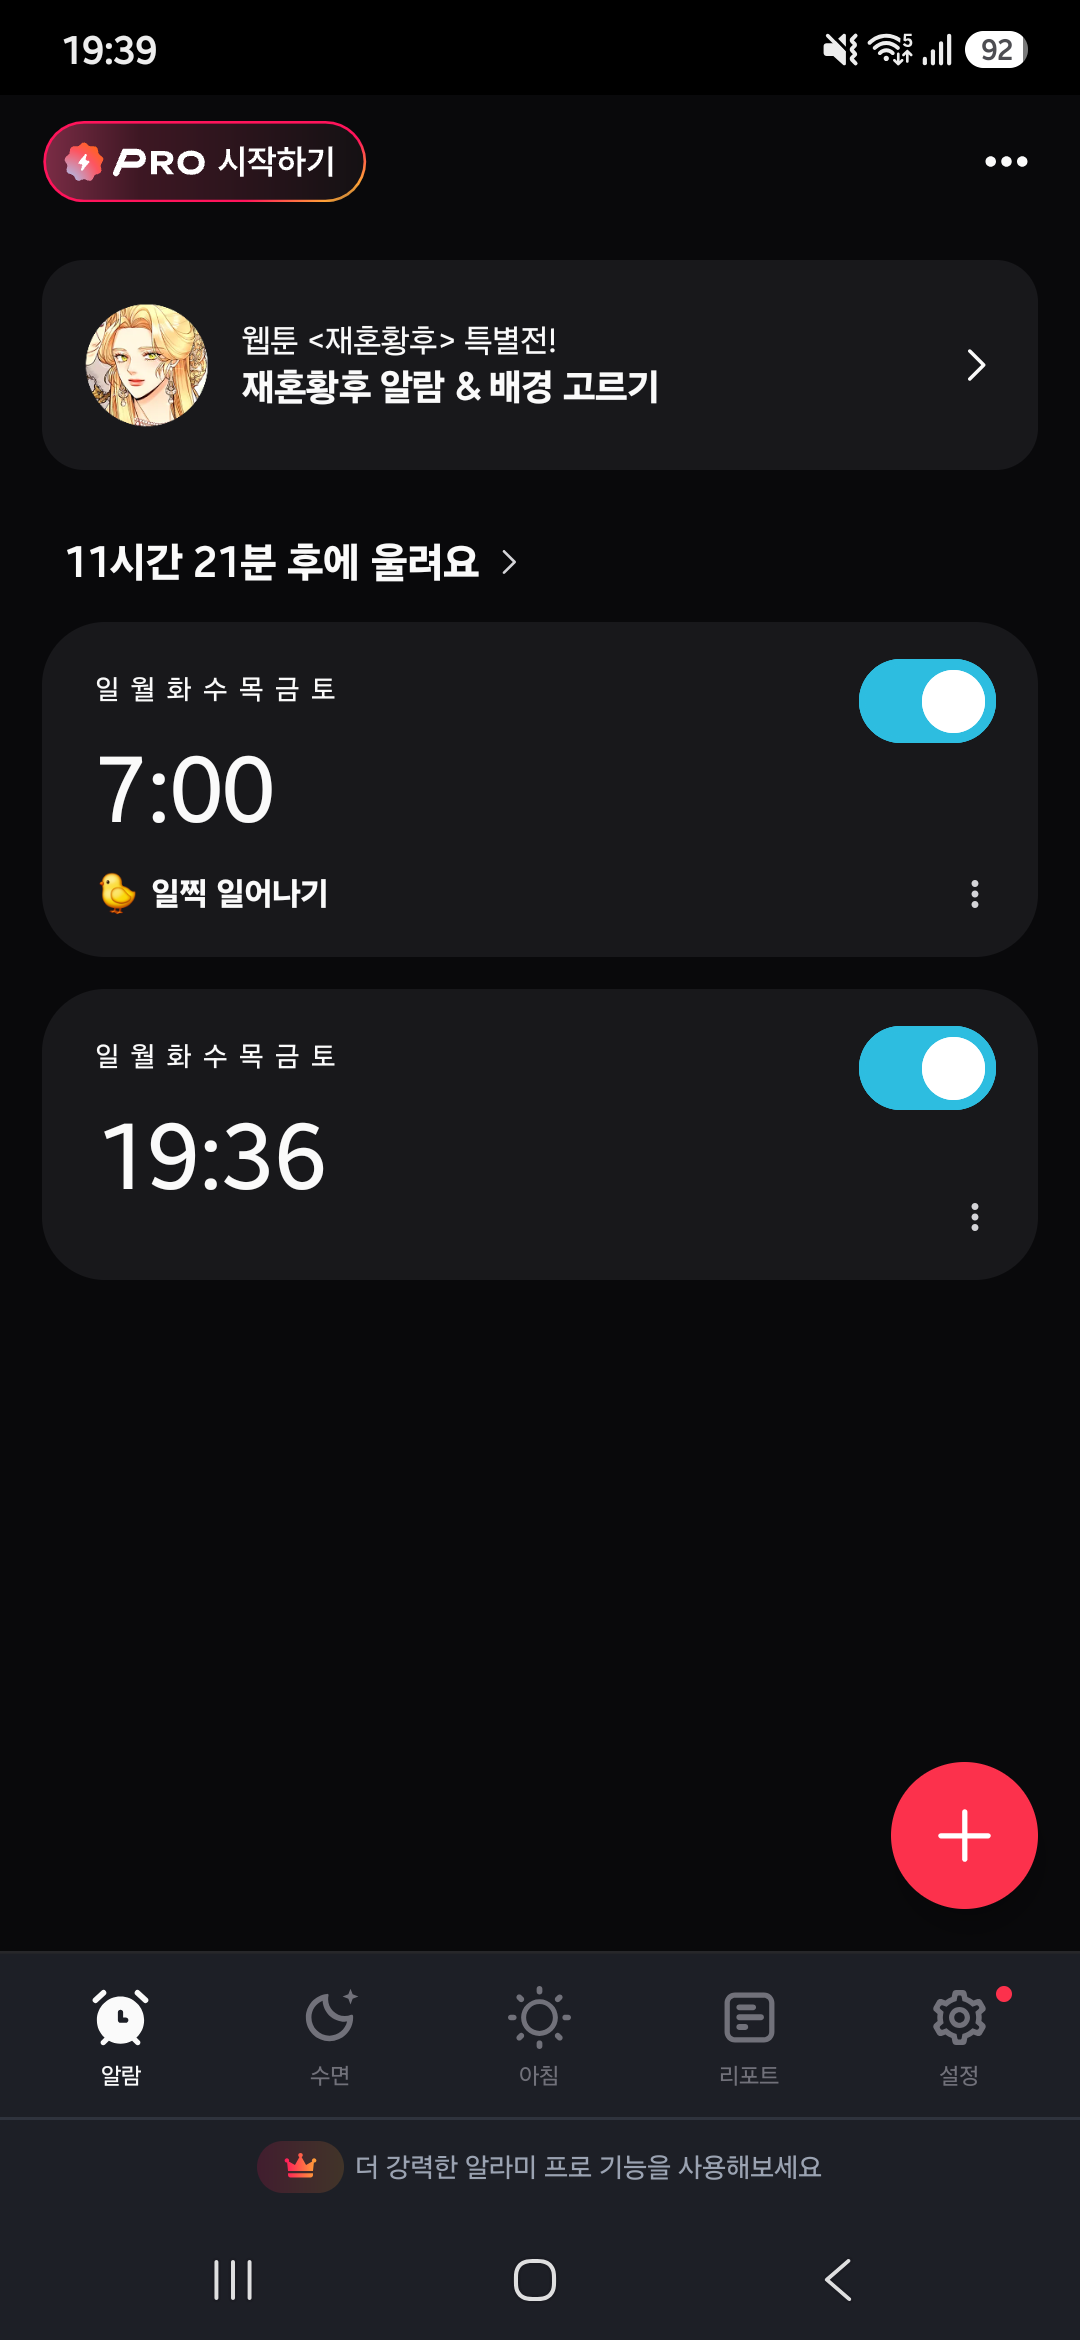 19:39
5
92
PRO 시작하기
웹툰 <재혼황후> 특별전!
재혼황후 알람 & 배경 고르기
11시간 21분 후에 울려요
일 월 화 수 목 금 토
7:00
🐤 일찍 일어나기
일 월 화 수 목 금 토
19:36
알람
수면
아침
리포트
설정
더 강력한 알라미 프로 기능을 사용해보세요